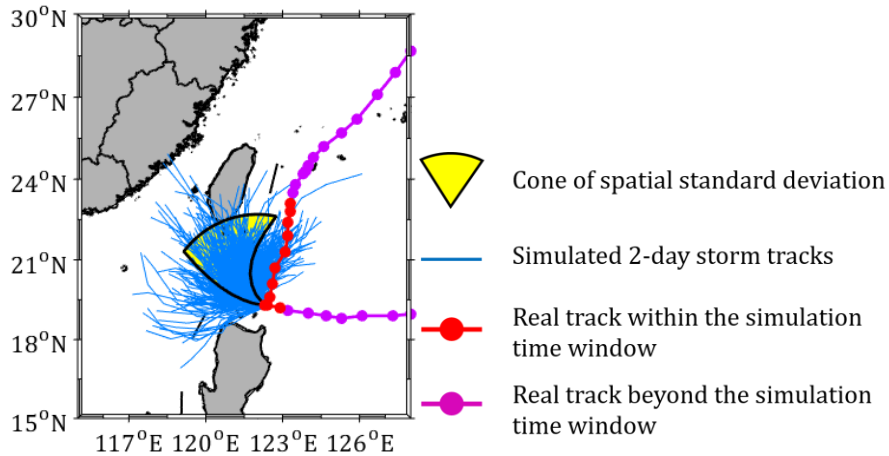 30°N
27°N
24°N
21°N
18°N
15°N
117°E 120°E 123°E 126°E
Cone of spatial standard deviation
Simulated 2-day storm tracks
Real track within the simulation
time window
Real track beyond the simulation
time window